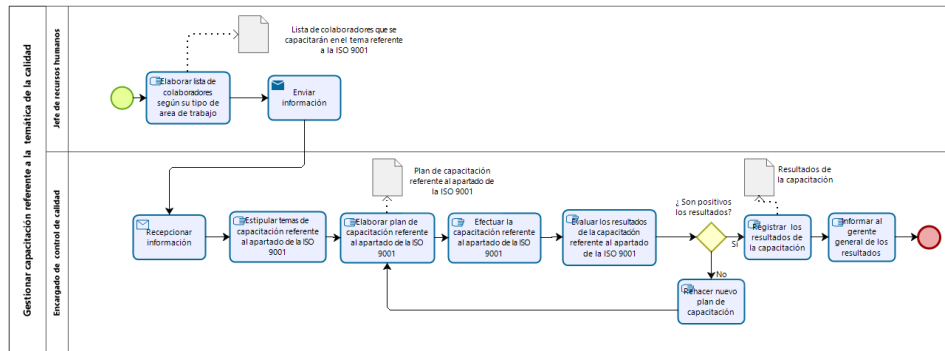 Gestionar capacitación referente a la temática de la calidad
Jefe de recursos humanos
Lista de colaboradores que se
capacitarán en el tema referente
a la ISO 9001
Elaborar lista de
colaboradores
según su tipo de
area de trabajo
Enviar
información
Encargado de control de calidad
Plan de capacitación
referente al apartado de
la ISO 9001
Resultados de
la capacitación
Recepcionar
información
Estipular temas de
capacitación referente
al apartado de la ISO
9001
Elaborar plan de
capacitación referente
al apartado de la ISO
9001
Efectuar la
capacitación referente
al apartado de la ISO
9001
Evaluar los resultados
de la capacitación
referente al apartado
de la ISO 9001
¿ Son positivos
los resultados?
Sí
No
Registrar los
resultados de
la capacitación
Informar al
gerente
general de los
resultados
Rehacer nuevo
plan de
capacitación